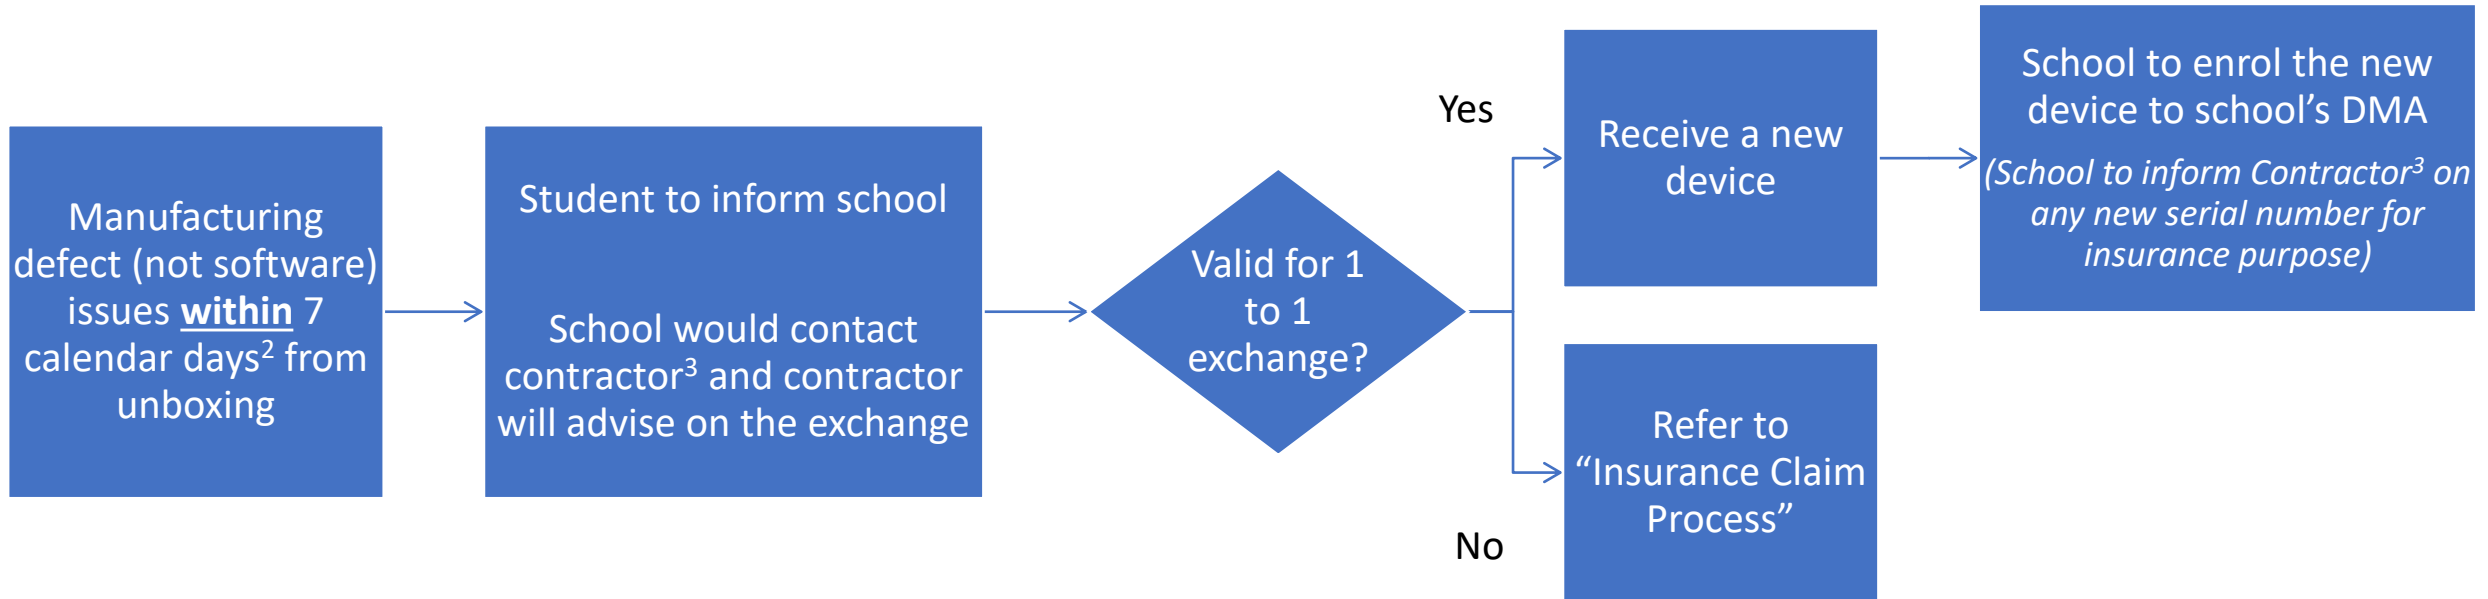 Manufacturing
defect (not software)
issues within 7
calendar days² from
unboxing
Student to inform school
School would contact
contractor³ and contractor
will advise on the exchange
Valid for 1
to 1
exchange?
Yes
Receive a new
device
School to enrol the new
device to school’s DMA
(School to inform Contractor³ on
any new serial number for
insurance purpose)
No
Refer to
“Insurance Claim
Process”